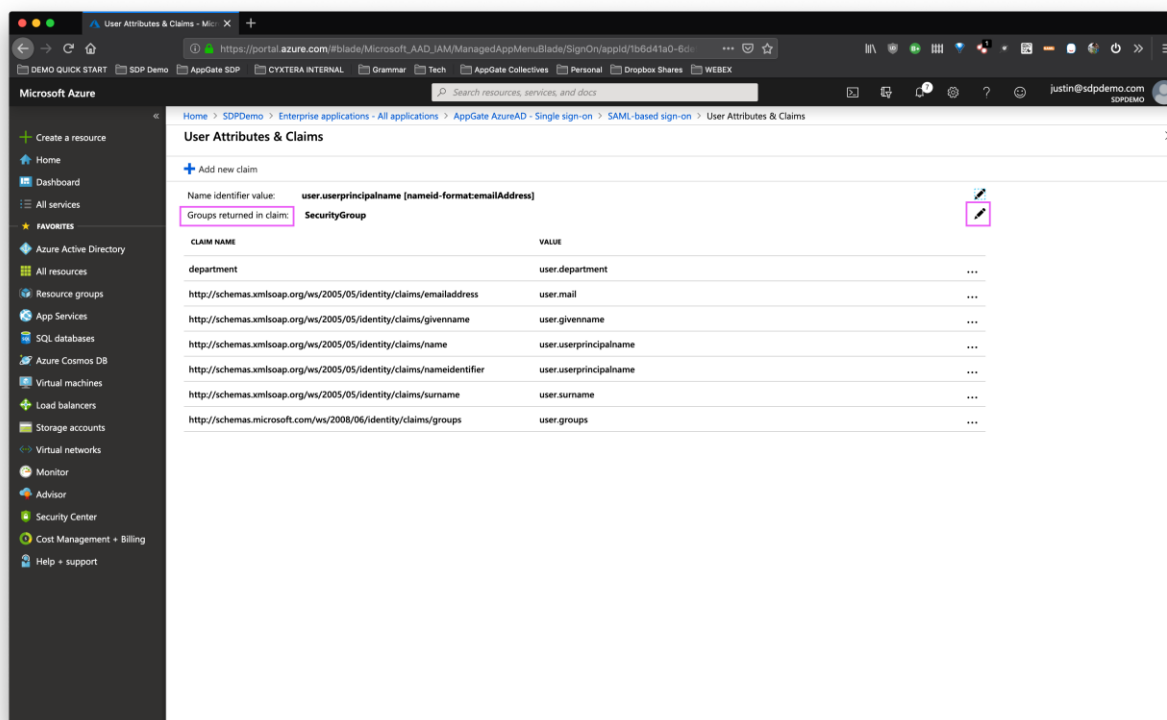 User Attributes & Claims - Micr
https://portal.azure.com/#blade/Microsoft_AAD_IAM/ManagedAppMenuBlade/SignOn/appId/1b6d41a0-6de
DEMO QUICK START SDP Demo AppGate SDP CYXTERA INTERNAL Grammar Tech AppGate Collectives Personal Dropbox Shares WEBEX
Microsoft Azure
Search resources, services, and docs
7
justin@sdpdemo.com
SDPDEMO
Home > SDPDemo > Enterprise applications - All applications > AppGate AzureAD - Single sign-on > SAML-based sign-on > User Attributes & Claims
User Attributes & Claims
Create a resource
Home
Dashboard
All services
FAVORITES
Azure Active Directory
All resources
Resource groups
App Services
SQL databases
Azure Cosmos DB
Virtual machines
Load balancers
Storage accounts
Virtual networks
Monitor
Advisor
Security Center
Cost Management + Billing
Help + support
Add new claim
Name identifier value: user.userprincipalname [nameid-format:emailAddress]
Groups returned in claim: SecurityGroup
CLAIM NAME VALUE
department user.department
http://schemas.xmlsoap.org/ws/2005/05/identity/claims/emailaddress user.mail
http://schemas.xmlsoap.org/ws/2005/05/identity/claims/givenname user.givenname
http://schemas.xmlsoap.org/ws/2005/05/identity/claims/name user.userprincipalname
http://schemas.xmlsoap.org/ws/2005/05/identity/claims/nameidentifier user.userprincipalname
http://schemas.xmlsoap.org/ws/2005/05/identity/claims/surname user.surname
http://schemas.microsoft.com/ws/2008/06/identity/claims/groups user.groups